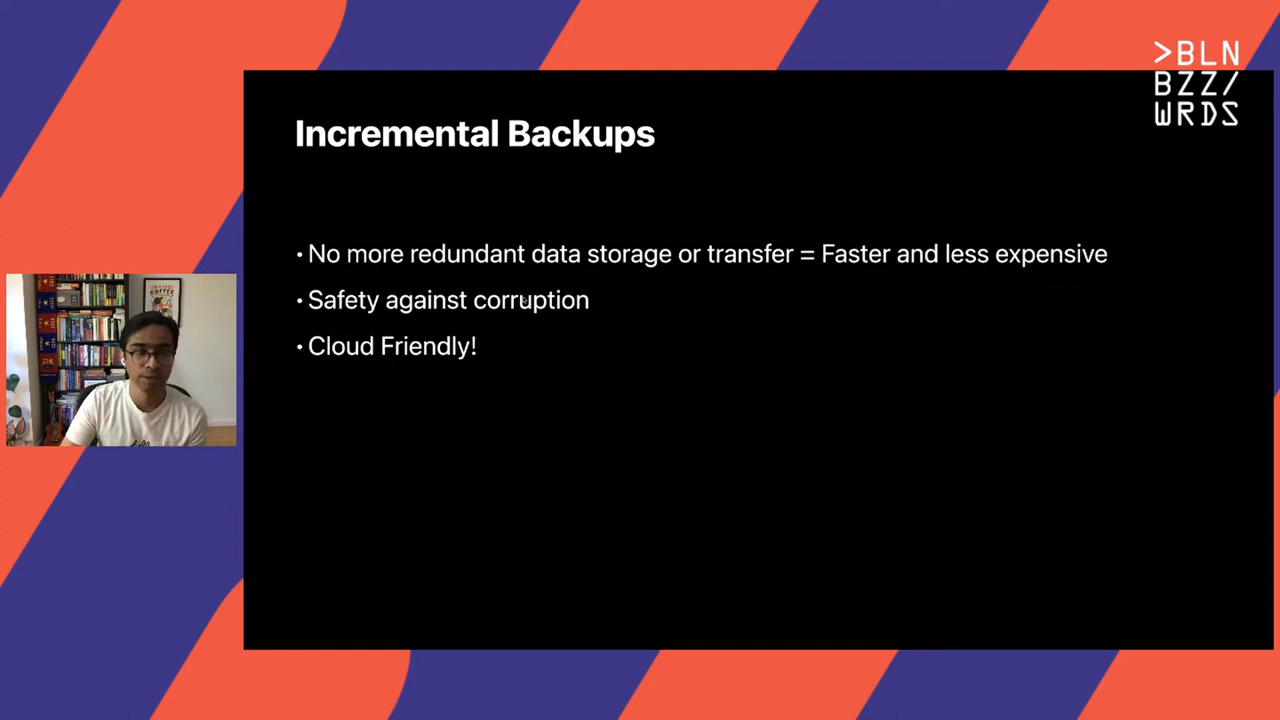 >BLN
BZZ/
WRDS
Incremental Backups
• No more redundant data storage or transfer = Faster and less expensive
• Safety against corruption
• Cloud Friendly!
COFFEE